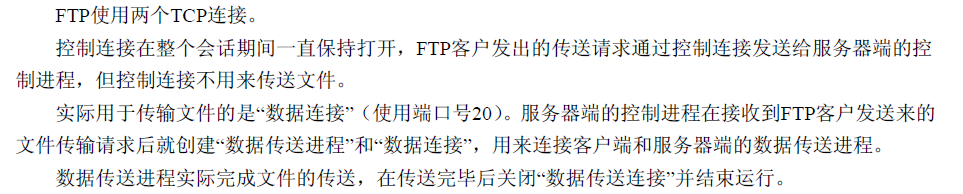 FTP使用两个TCP连接。
控制连接在整个会话期间一直保持打开，FTP客户发出的传送请求通过控制连接发送给服务器端的控
制进程，但控制连接不用来传送文件。
实际用于传输文件的是“数据连接”（使用端口号20）。服务器端的控制进程在接收到FTP客户发送来的
文件传输请求后就创建“数据传送进程”和“数据连接”，用来连接客户端和服务器端的数据传送进程。
数据传送进程实际完成文件的传送，在传送完毕后关闭“数据传送连接”并结束运行。